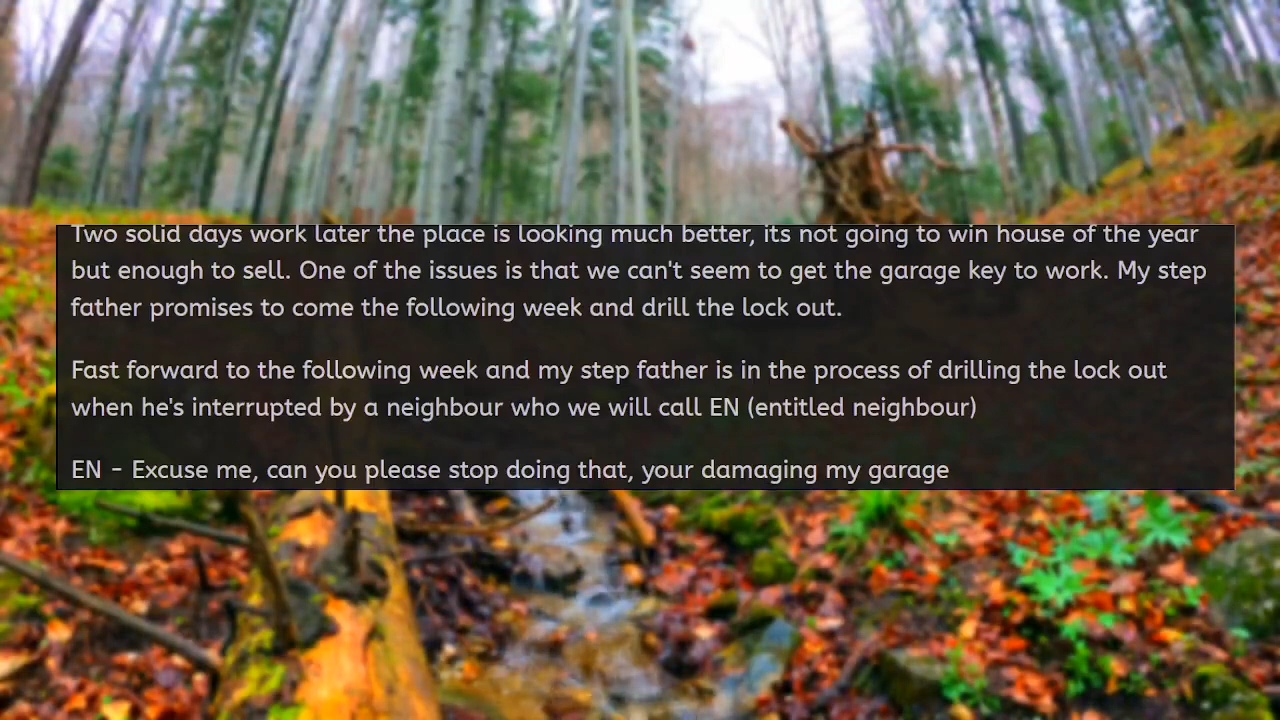 Two solid days work later the place is looking much better, its not going to win house of the year
but enough to sell. One of the issues is that we can't seem to get the garage key to work. My step
father promises to come the following week and drill the lock out.
Fast forward to the following week and my step father is in the process of drilling the lock out
when he's interrupted by a neighbour who we will call EN (entitled neighbour)
EN - Excuse me, can you please stop doing that, your damaging my garage